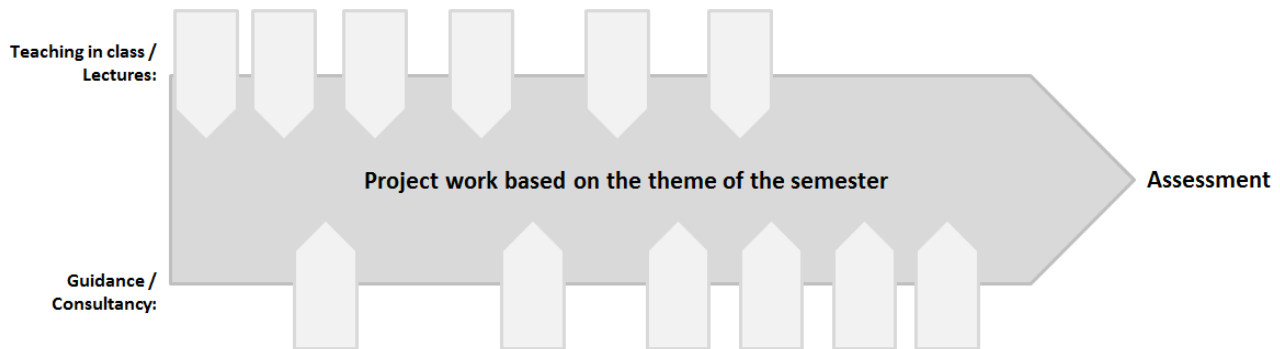 Teaching in class /
Lectures:
Project work based on the theme of the semester
Assessment
Guidance /
Consultancy: